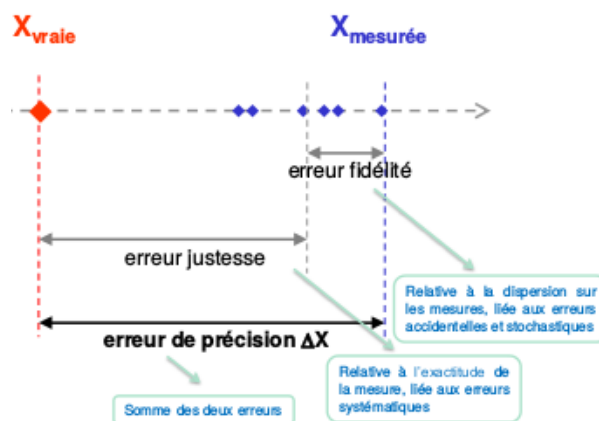 Xvraie
Xmesurée
erreur fidélité
erreur justesse
Relative à la dispersion sur
les mesures, liée aux erreurs
accidentelles et stochastiques
erreur de précision ΔX
Relative à l'exactitude de
la mesure, liée aux erreurs
systématiques
Somme des deux erreurs